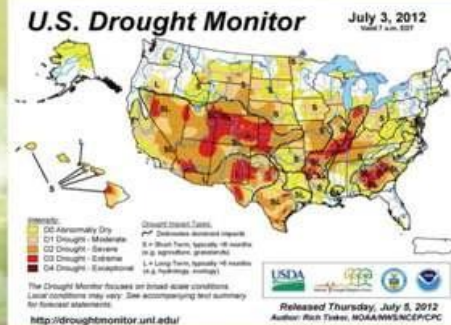 U.S. Drought Monitor
July 3, 2012
Valid 7 a.m. EDT
Intensity:
D0 Abnormally Dry
D1 Drought - Moderate
D2 Drought - Severe
D3 Drought - Extreme
D4 Drought - Exceptional
Drought Impact Types:
Delineates dominant impacts
S = Short-Term, typically <6 months
(e.g. agriculture, grasslands)
L = Long-Term, typically >6 months
(e.g. hydrology, ecology)
The Drought Monitor focuses on broad-scale conditions.
Local conditions may vary. See accompanying text summary
for forecast statements.
http://droughtmonitor.unl.edu/
USDA
Released Thursday, July 5, 2012
Author: Rich Tinker, NOAA/NWS/NCEP/CPC